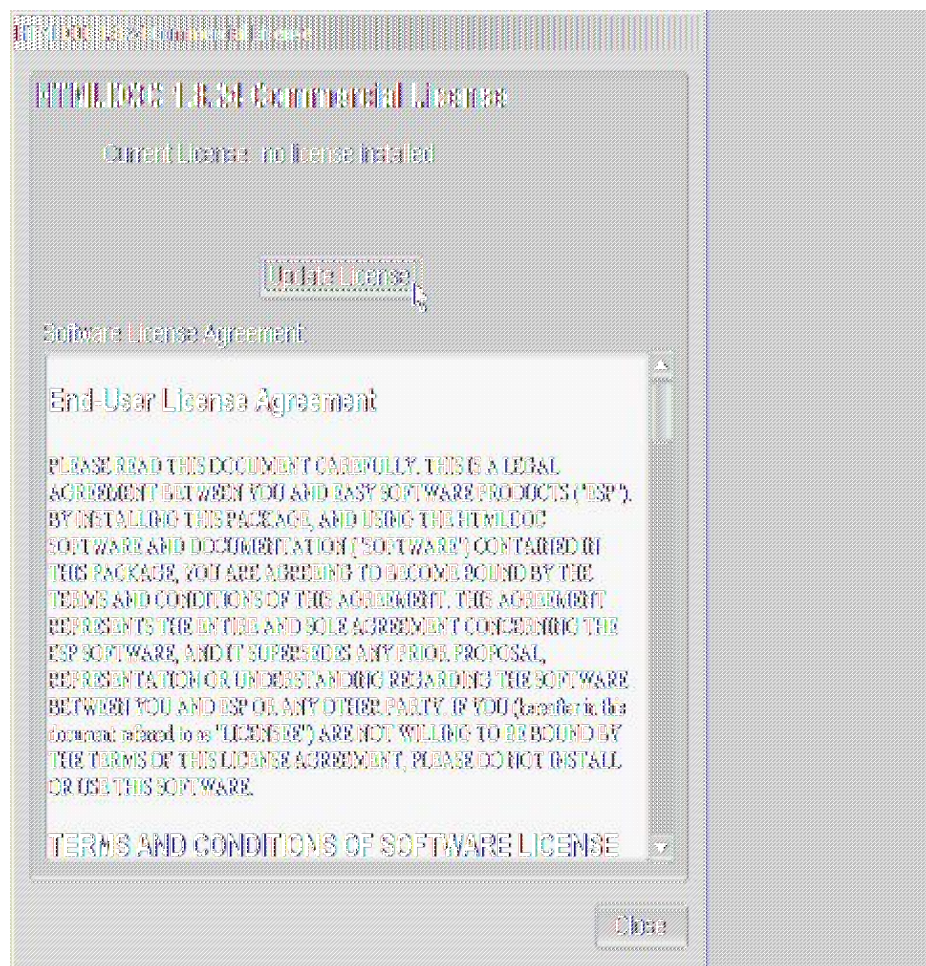 HTMLDOC 1.8.24 Commercial License
HTMLDOC 1.8.24 Commercial License
Current License: no license installed
Update License
Software License Agreement:
End-User License Agreement
PLEASE READ THIS DOCUMENT CAREFULLY. THIS IS A LEGAL
AGREEMENT BETWEEN YOU AND EASY SOFTWARE PRODUCTS ("ESP").
BY INSTALLING THIS PACKAGE, AND USING THE HTMLDOC
SOFTWARE AND DOCUMENTATION ("SOFTWARE") CONTAINED IN
THIS PACKAGE, YOU ARE AGREEING TO BECOME BOUND BY THE
TERMS AND CONDITIONS OF THIS AGREEMENT. THIS AGREEMENT
REPRESENTS THE ENTIRE AND SOLE AGREEMENT CONCERNING THE
ESP SOFTWARE, AND IT SUPERSEDES ANY PRIOR PROPOSAL,
REPRESENTATION OR UNDERSTANDING REGARDING THE SOFTWARE
BETWEEN YOU AND ESP OR ANY OTHER PARTY. IF YOU (hereafter in this
document referred to as "LICENSEE") ARE NOT WILLING TO BE BOUND BY
THE TERMS OF THIS LICENSE AGREEMENT, PLEASE DO NOT INSTALL
OR USE THIS SOFTWARE.
TERMS AND CONDITIONS OF SOFTWARE LICENSE
Close